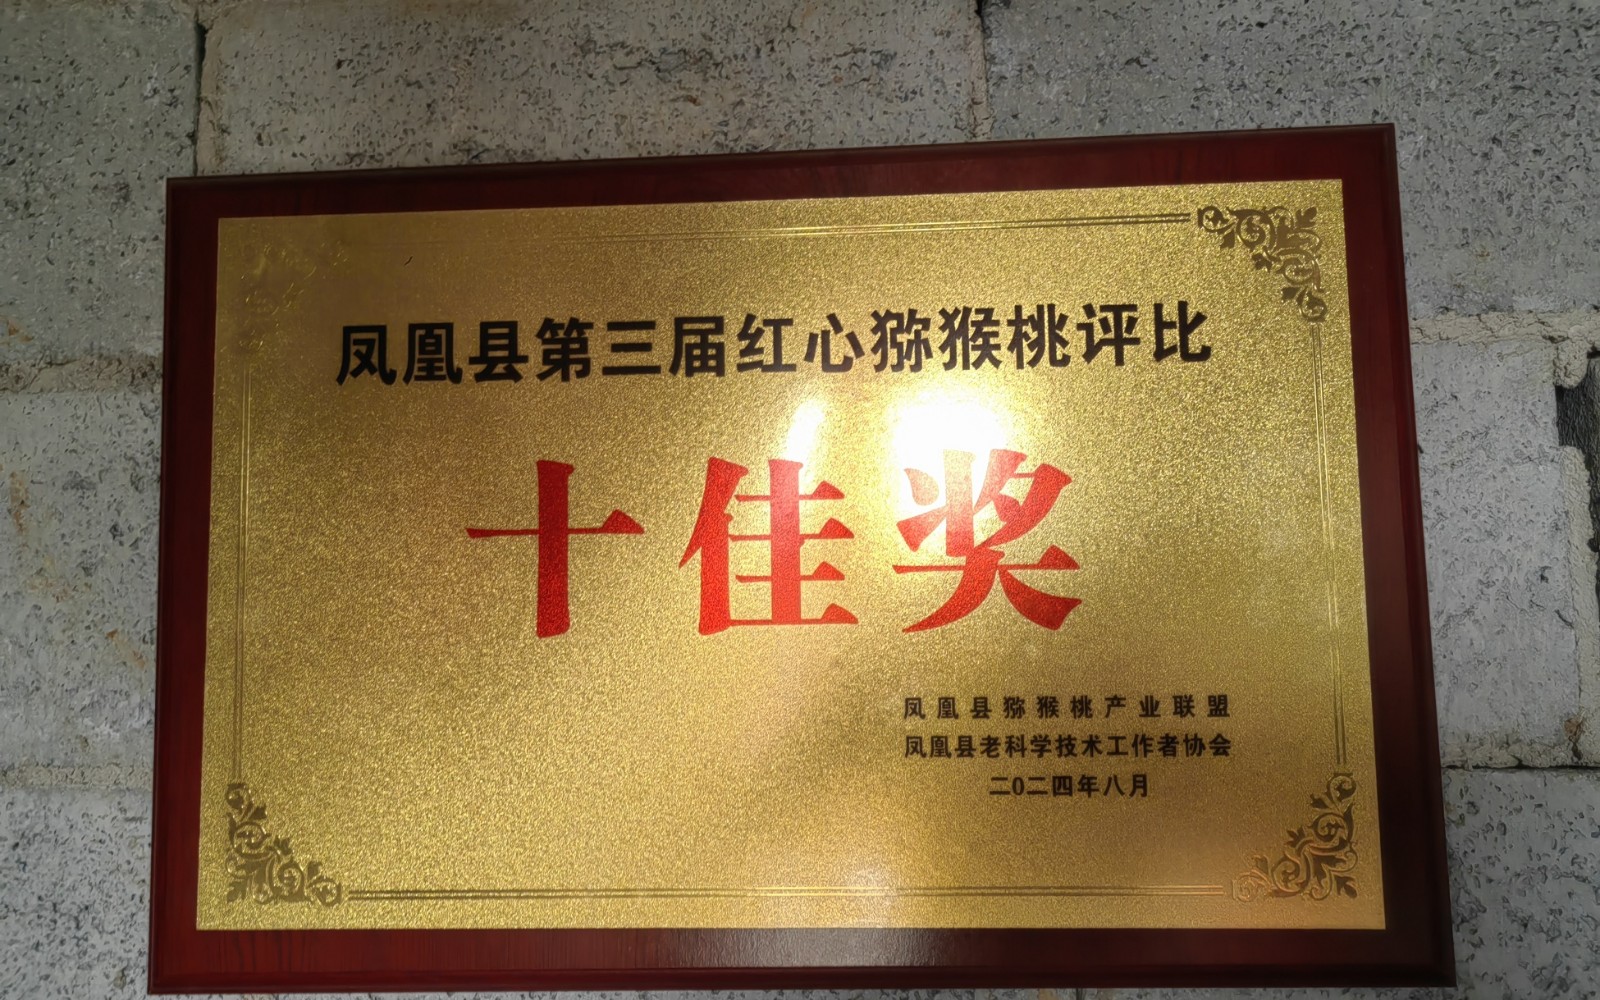 凤凰县第三届红心猕猴桃评比
十佳奖
凤凰县猕猴桃产业联盟
凤凰县老科学技术工作者协会
二0二四年八月